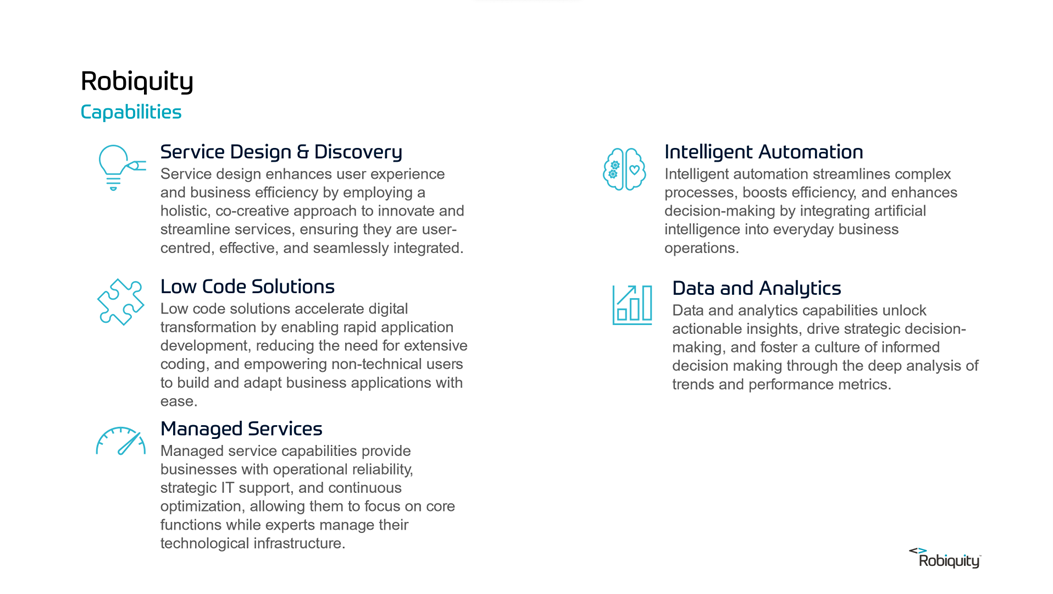 Robiquity
Capabilities
Service Design & Discovery
Service design enhances user experience
and business efficiency by employing a
holistic, co-creative approach to innovate and
streamline services, ensuring they are user-
centred, effective, and seamlessly integrated.
Low Code Solutions
Low code solutions accelerate digital
transformation by enabling rapid application
development, reducing the need for extensive
coding, and empowering non-technical users
to build and adapt business applications with
ease.
Managed Services
Managed service capabilities provide
businesses with operational reliability,
strategic IT support, and continuous
optimization, allowing them to focus on core
functions while experts manage their
technological infrastructure.
Intelligent Automation
Intelligent automation streamlines complex
processes, boosts efficiency, and enhances
decision-making by integrating artificial
intelligence into everyday business
operations.
Data and Analytics
Data and analytics capabilities unlock
actionable insights, drive strategic decision-
making, and foster a culture of informed
decision making through the deep analysis of
trends and performance metrics.
Robiquity